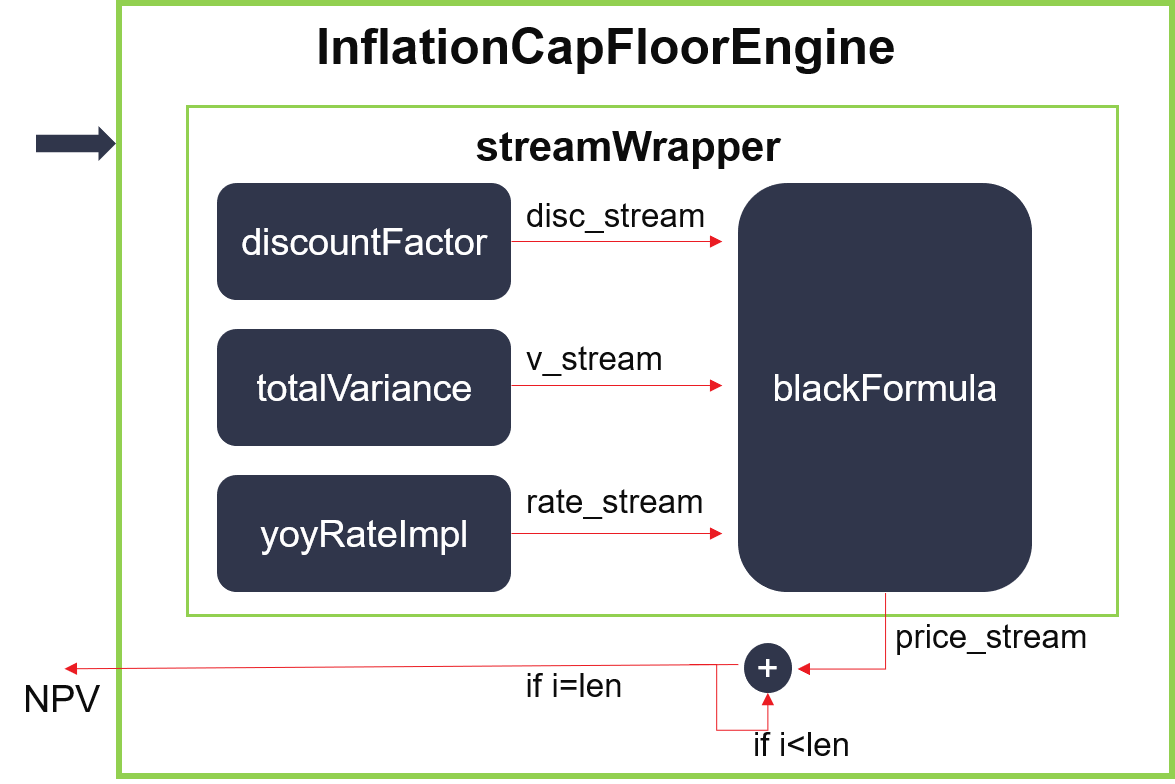 InflationCapFloorEngine
streamWrapper
discountFactor
disc_stream
totalVariance
v_stream
blackFormula
yoyRateImpl
rate_stream
price_stream
+
if i=len
NPV
if i<len